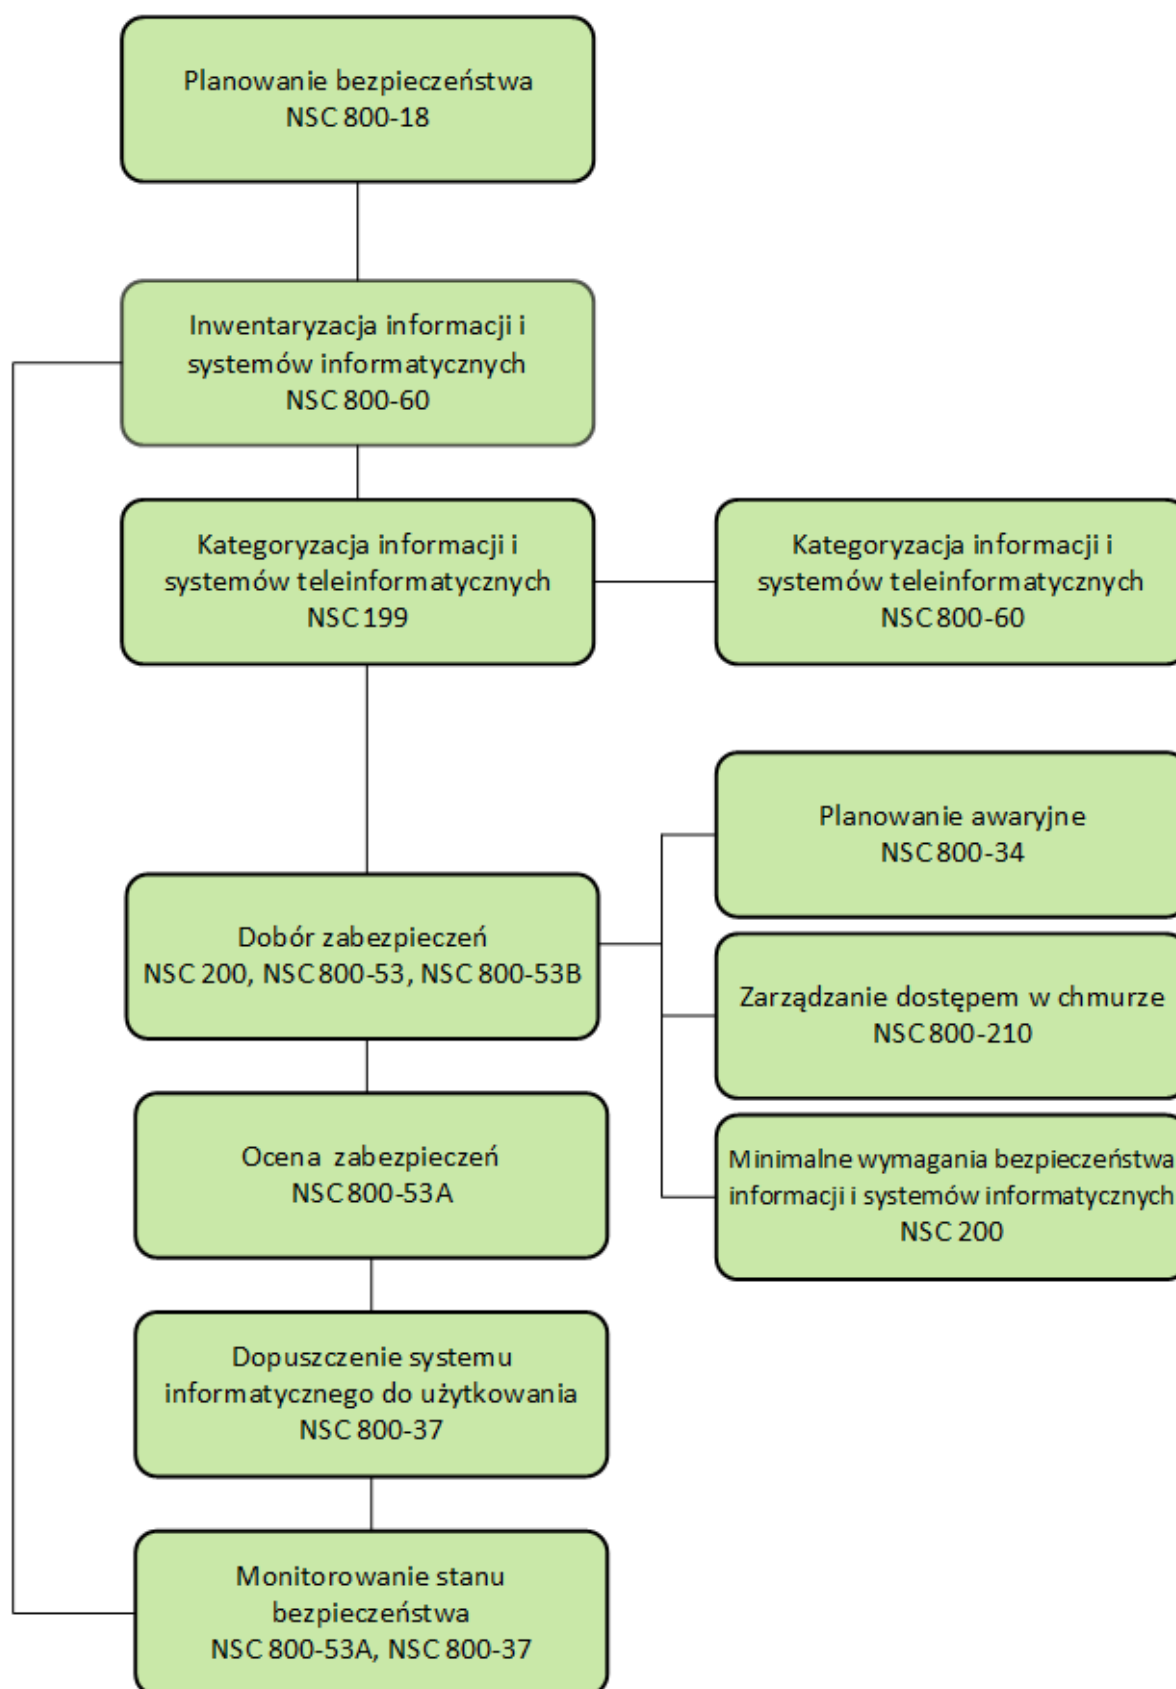 Planowanie bezpieczeństwa
NSC 800-18
Inwentaryzacja informacji i
systemów informatycznych
NSC 800-60
Kategoryzacja informacji i
systemów teleinformatycznych
NSC 199
Kategoryzacja informacji i
systemów teleinformatycznych
NSC 800-60
Planowanie awaryjne
NSC 800-34
Dobór zabezpieczeń
NSC 200, NSC 800-53, NSC 800-53B
Zarządzanie dostępem w chmurze
NSC 800-210
Ocena zabezpieczeń
NSC 800-53A
Minimalne wymagania bezpieczeństwa
informacji i systemów informatycznych
NSC 200
Dopuszczenie systemu
informatycznego do użytkowania
NSC 800-37
Monitorowanie stanu
bezpieczeństwa
NSC 800-53A, NSC 800-37